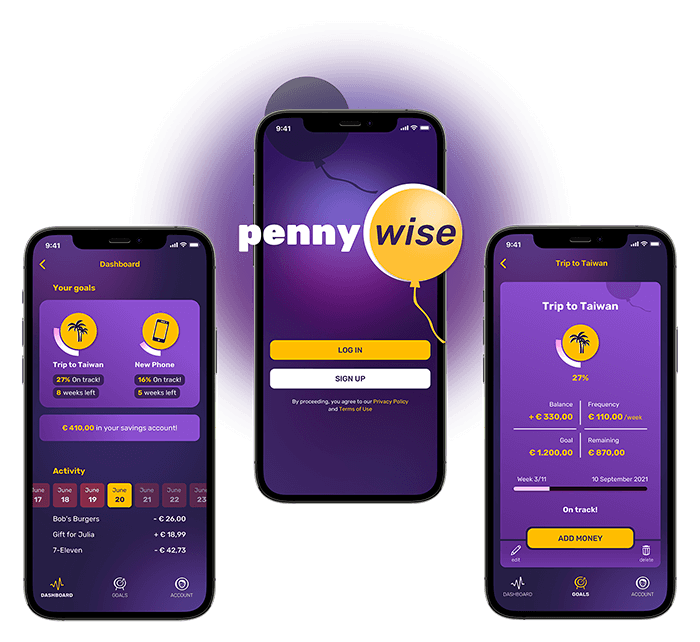 9:41
penny wise
LOG IN
SIGN UP
By proceeding, you agree to our Privacy Policy
and Terms of Use
9:41
Dashboard
Your goals
Trip to Taiwan
27% On track!
8 weeks left
New Phone
16% On track!
5 weeks left
€ 410,00 in your savings account!
Activity
June June June June June June June
17 18 19 20 21 22 23
Bob's Burgers - € 26,00
Gift for Julia + € 18,99
7-Eleven - € 42,73
DASHBOARD GOALS ACCOUNT
9:41
Trip to Taiwan
Trip to Taiwan
27%
Balance Frequency
+ € 330,00 € 110,00 /week
Goal Remaining
€ 1.200,00 € 870,00
Week 3/11 10 September 2021
On track!
ADD MONEY
edit delete
DASHBOARD GOALS ACCOUNT